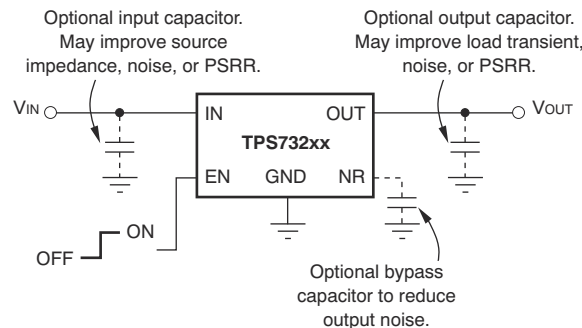 Optional input capacitor.
May improve source
impedance, noise, or PSRR.
Optional output capacitor.
May improve load transient,
noise, or PSRR.
VIN
IN
OUT
VOUT
TPS732xx
EN
GND
NR
ON
OFF
Optional bypass
capacitor to reduce
output noise.